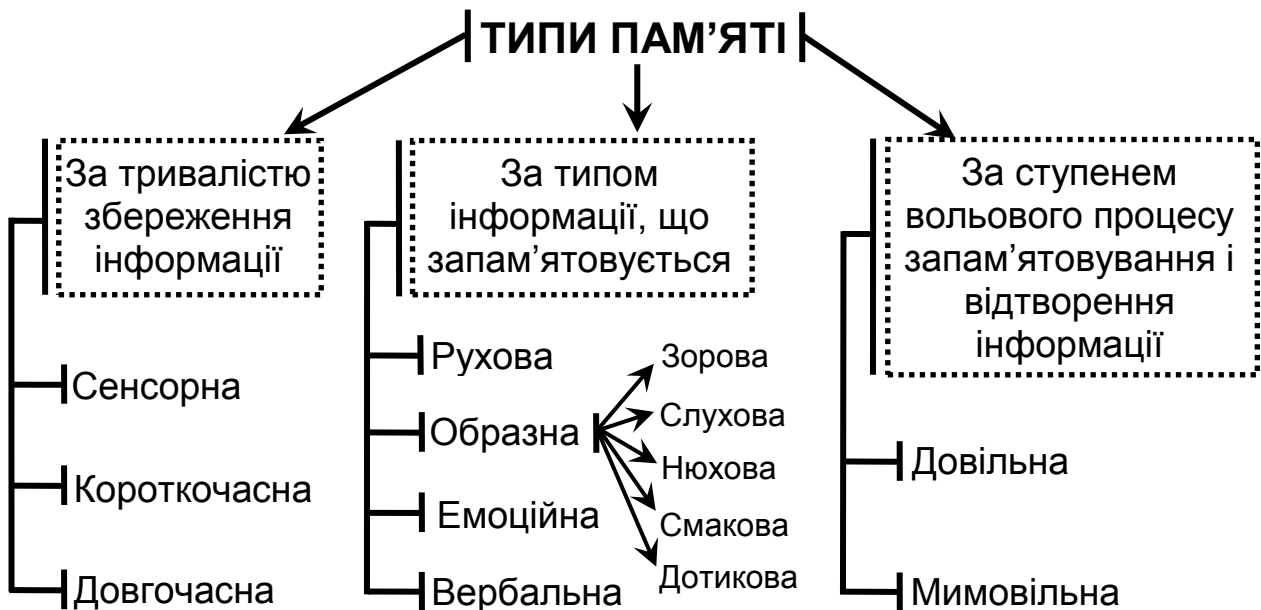 ТИПИ ПАМ’ЯТІ
За тривалістю
збереження
інформації
Сенсорна
Короткочасна
Довгочасна
За типом
інформації, що
запам’ятовується
Рухова
Образна
Зорова
Слухова
Нюхова
Смакова
Дотикова
Емоційна
Вербальна
За ступенем
вольового процесу
запам’ятовування і
відтворення
інформації
Довільна
Мимовільна